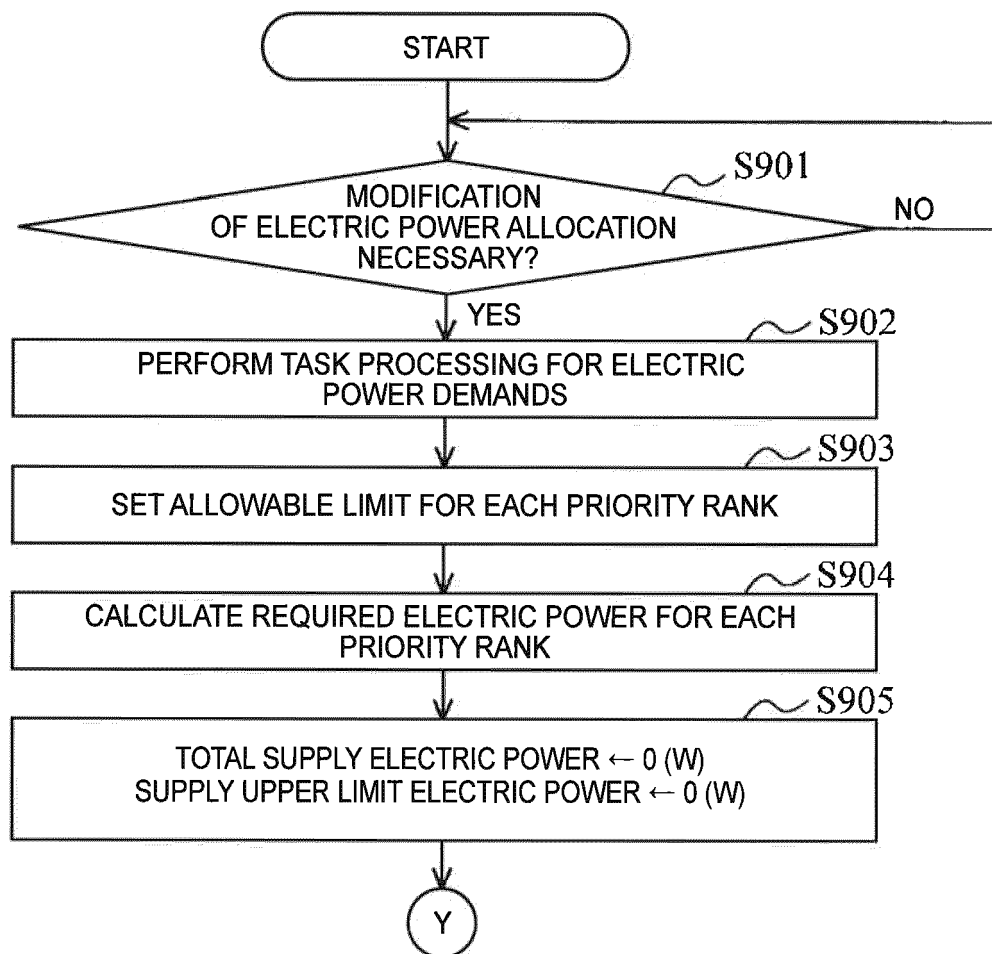 START
S901
MODIFICATION
OF ELECTRIC POWER ALLOCATION
NECESSARY?
NO
YES
S902
PERFORM TASK PROCESSING FOR ELECTRIC
POWER DEMANDS
S903
SET ALLOWABLE LIMIT FOR EACH PRIORITY RANK
S904
CALCULATE REQUIRED ELECTRIC POWER FOR EACH
PRIORITY RANK
S905
TOTAL SUPPLY ELECTRIC POWER ← 0 (W)
SUPPLY UPPER LIMIT ELECTRIC POWER ← 0 (W)
Y